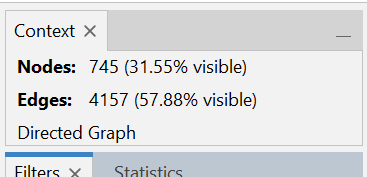 Context
Nodes: 745 (31.55% visible)
Edges: 4157 (57.88% visible)
Directed Graph
Filters Statistics